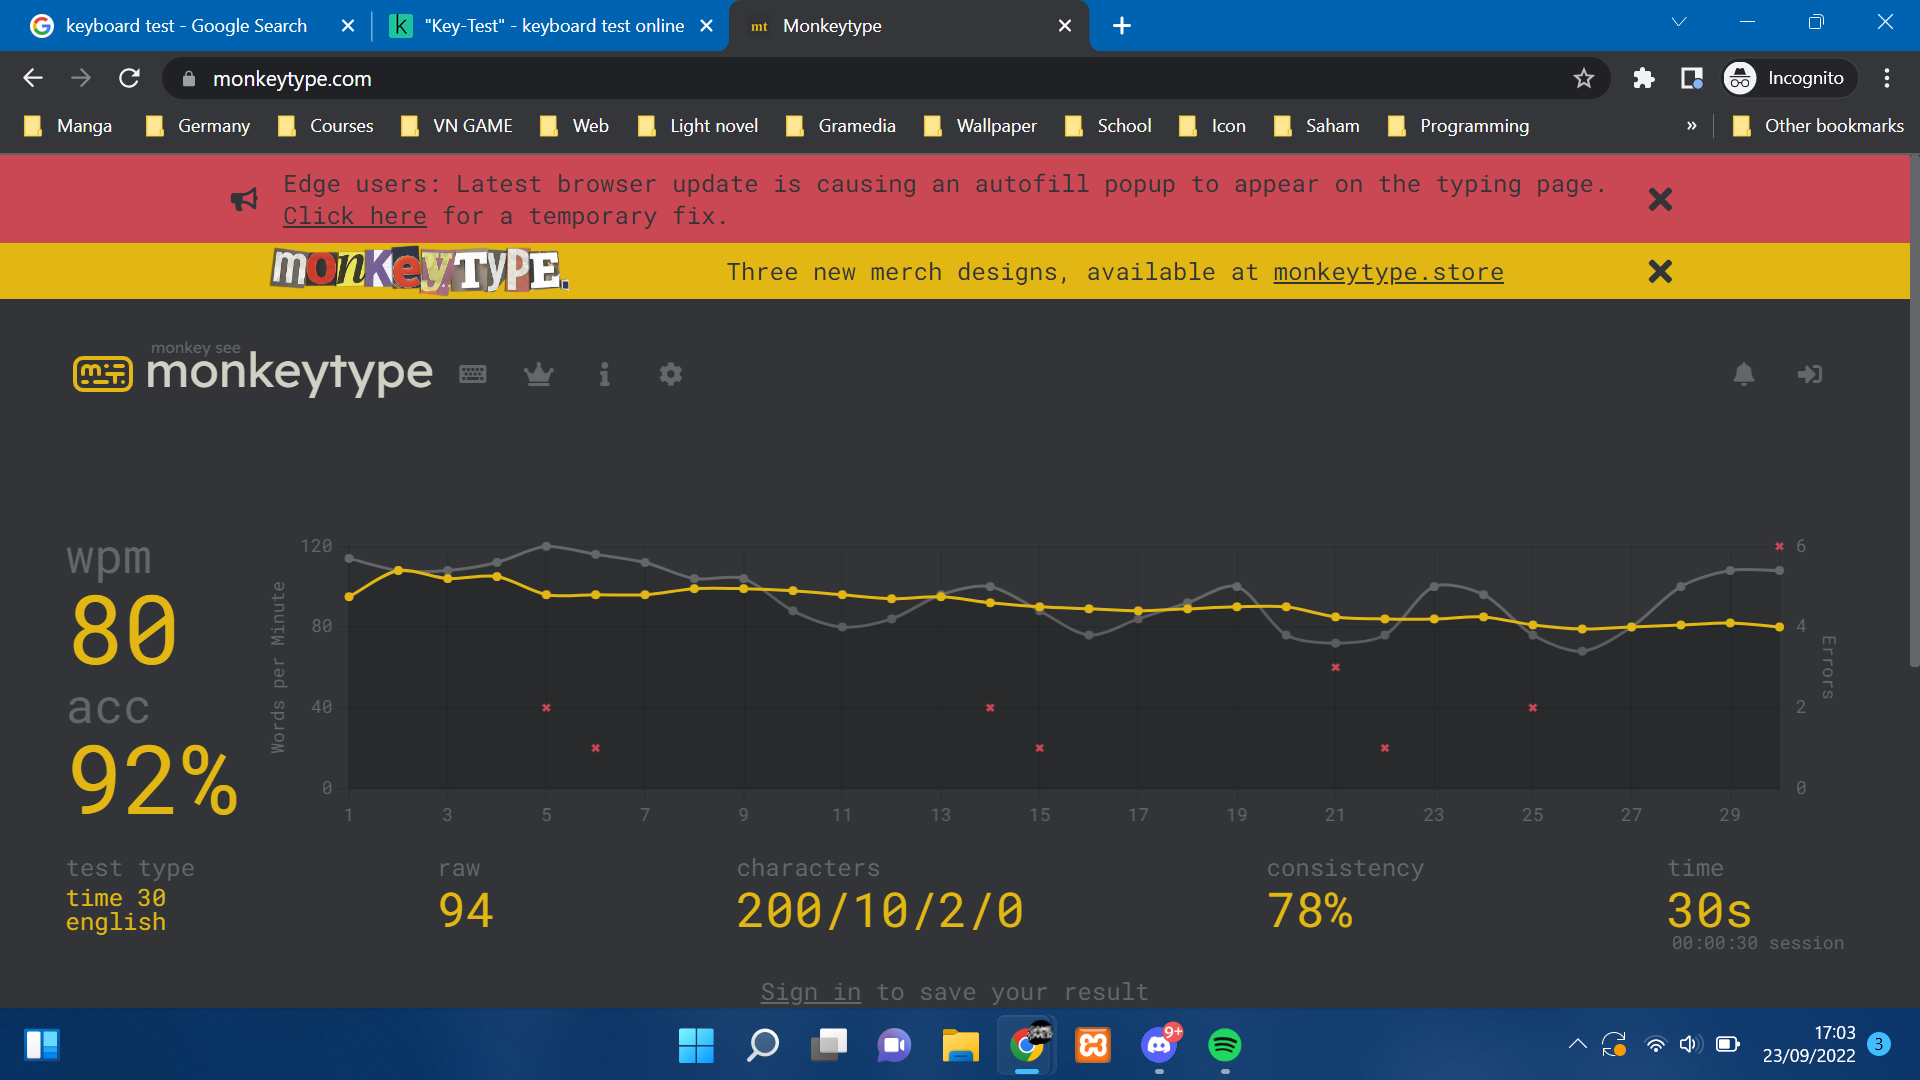 keyboard test - Google Search
k "Key-Test" - keyboard test online
mt Monkeytype
monkeytype.com
Incognito
Manga Germany Courses VN GAME Web Light novel Gramedia Wallpaper School Icon Saham Programming » Other bookmarks
Edge users: Latest browser update is causing an autofill popup to appear on the typing page.
Click here for a temporary fix.
monKeyTYPE. Three new merch designs, available at monkeytype.store
monkey see
monkeytype
wpm
80
acc
92%
120
80
40
0
Words per Minute
1 3 5 7 9 11 13 15 17 19 21 23 25 27 29
6
4
2
0
Errors
test type
time 30
english
raw
94
characters
200/10/2/0
consistency
78%
time
30s
00:00:30 session
Sign in to save your result
9+
17:03
23/09/2022
3